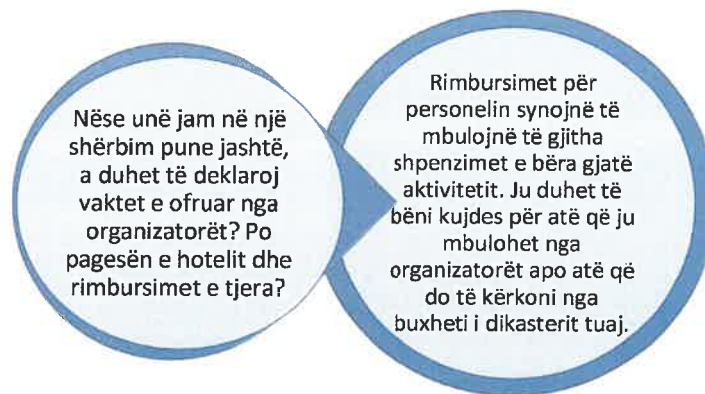 Nëse unë jam në një
shërbim pune jashtë,
a duhet të deklaroj
vaktet e ofruar nga
organizatorët? Po
pagesën e hotelit dhe
rimbursimet e tjera?
Rimbursimet për
personelin synojnë të
mbulojnë të gjitha
shpenzimet e bëra gjatë
aktivitetit. Ju duhet të
bëni kujdes për atë që ju
mbulohet nga
organizatorët apo atë që
do të kërkoni nga
buxheti i dikasterit tuaj.